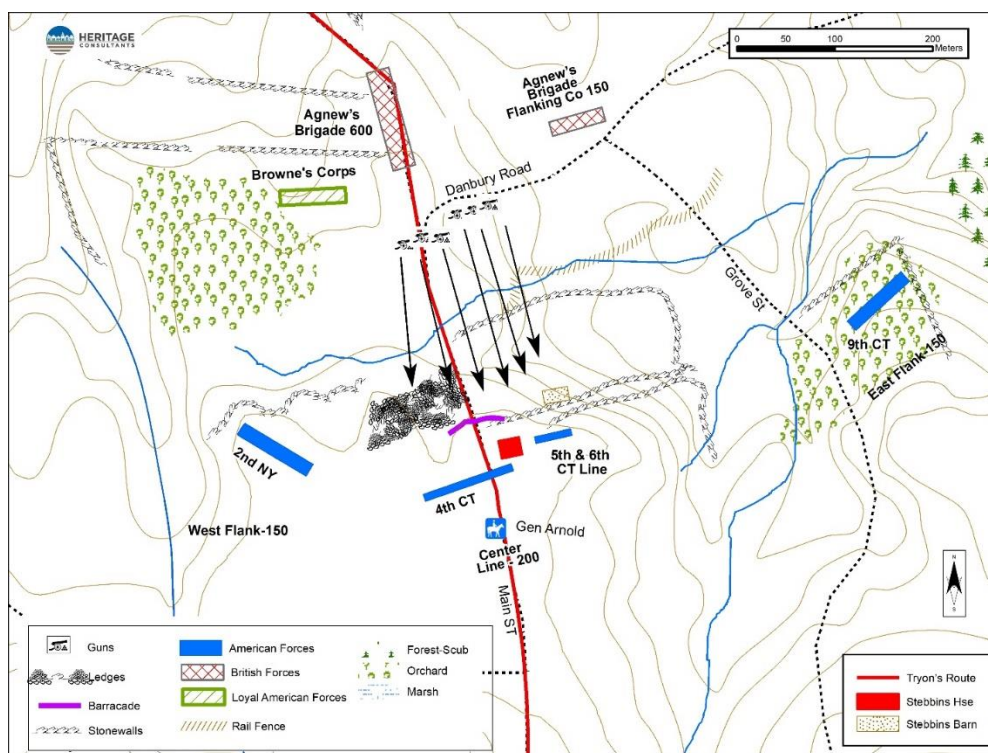 HERITAGE
CONSULTANTS
0 50 100 200
Meters
Agnew's
Brigade
Flanking Co 150
Agnew's
Brigade 600
Browne's Corps
Danbury Road
Grove St
9th CT
East Flank-150
2nd NY
5th & 6th
CT Line
4th CT
West Flank-150
Gen Arnold
Center
Line - 200
Main ST
N
S
Guns
Ledges
Barracade
Stonewalls
American Forces
British Forces
Loyal American Forces
Rail Fence
Forest-Scub
Orchard
Marsh
Tryon's Route
Stebbins Hse
Stebbins Barn